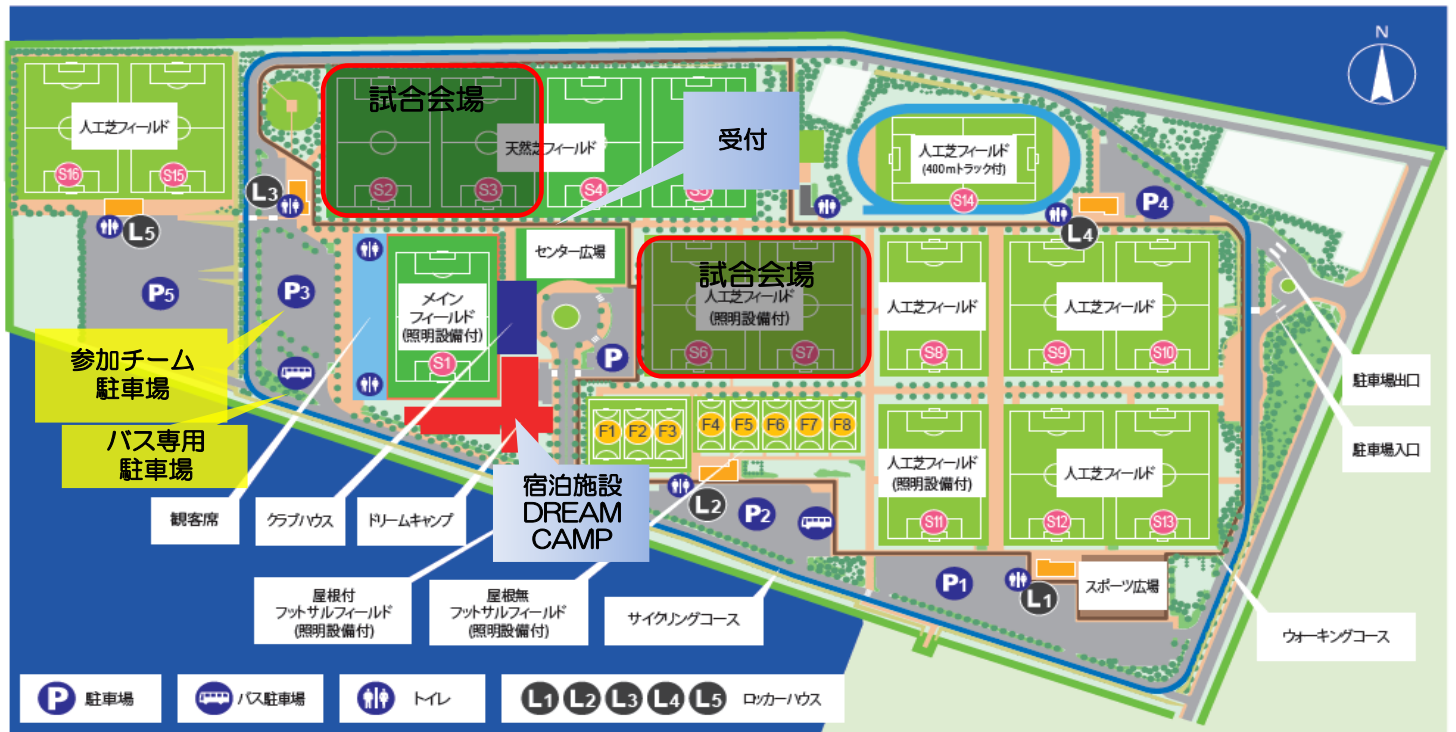 N
試合会場
人工芝フィールド
S16
S15
L3
天然芝フィールド
S2
S3
S4
S5
受付
人工芝フィールド
(400mトラック付)
S14
P4
L4
L5
P5
P3
メイン
フィールド
(照明設備付)
S1
センター広場
P
試合会場
人工芝フィールド
(照明設備付)
S6
S7
人工芝フィールド
S8
人工芝フィールド
S9
S10
参加チーム
駐車場
バス専用
駐車場
駐車場出口
駐車場入口
F1
F2
F3
F4
F5
F6
F7
F8
人工芝フィールド
(照明設備付)
S11
人工芝フィールド
S12
S13
観客席
クラブハウス
ドリームキャンプ
宿泊施設
DREAM
CAMP
L2
P2
P1
L1
スポーツ広場
屋根付
フットサルフィールド
(照明設備付)
屋根無
フットサルフィールド
(照明設備付)
サイクリングコース
ウォーキングコース
P 駐車場
バス駐車場
トイレ
L1 L2 L3 L4 L5 ロッカーハウス